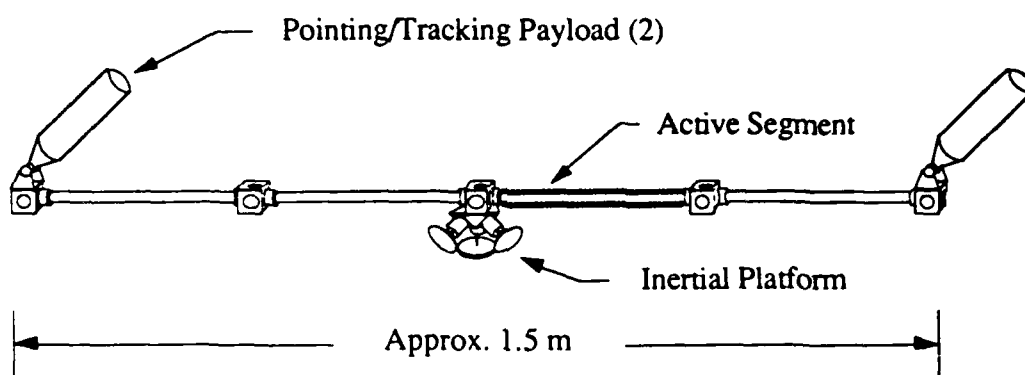 Pointing/Tracking Payload (2)
Active Segment
Inertial Platform
Approx. 1.5 m